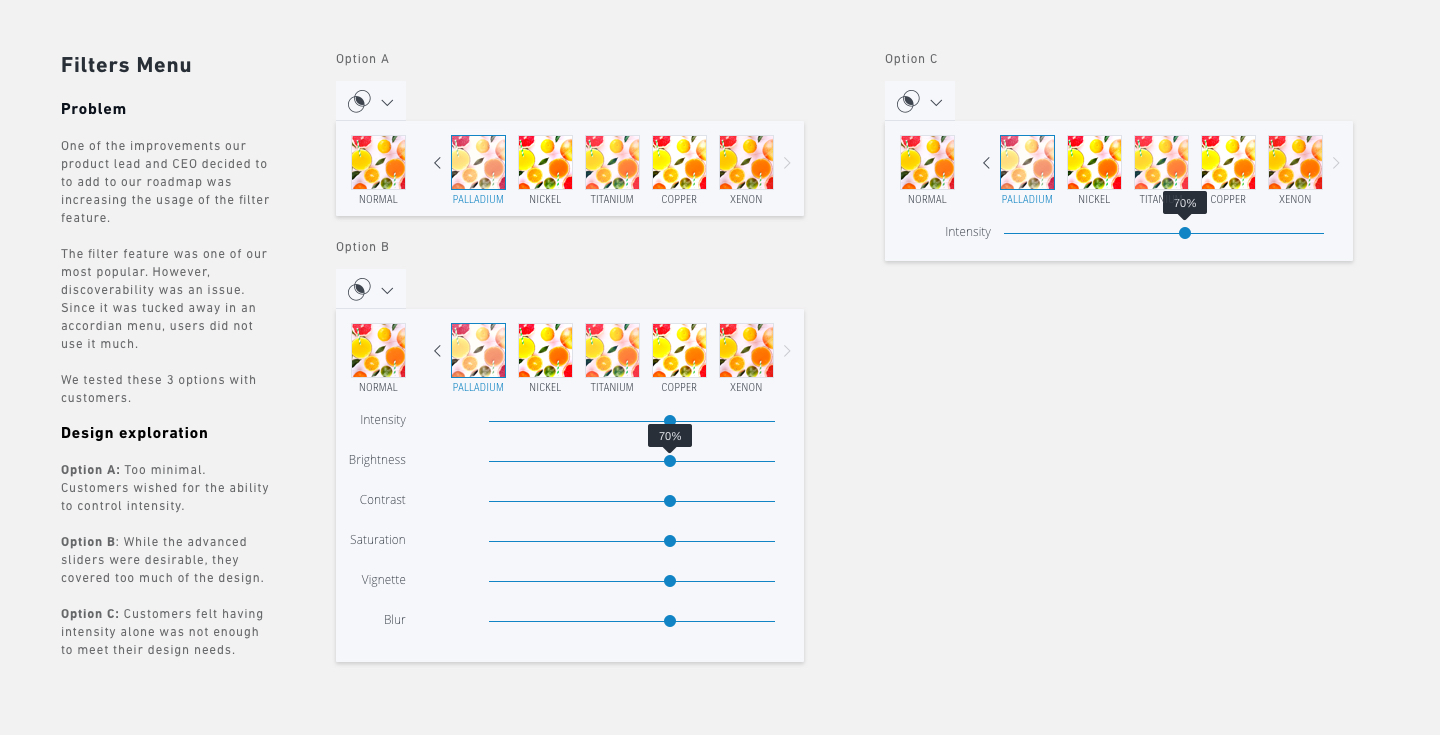 Filters Menu
Problem
One of the improvements our
product lead and CEO decided to
to add to our roadmap was
increasing the usage of the filter
feature.
The filter feature was one of our
most popular. However,
discoverability was an issue.
Since it was tucked away in an
accordian menu, users did not
use it much.
We tested these 3 options with
customers.
Design exploration
Option A: Too minimal.
Customers wished for the ability
to control intensity.
Option B: While the advanced
sliders were desirable, they
covered too much of the design.
Option C: Customers felt having
intensity alone was not enough
to meet their design needs.
Option A
NORMAL PALLADIUM NICKEL TITANIUM COPPER XENON
Option B
NORMAL PALLADIUM NICKEL TITANIUM COPPER XENON
Intensity
70%
Brightness
Contrast
Saturation
Vignette
Blur
Option C
NORMAL PALLADIUM NICKEL COPPER XENON
70%
Intensity